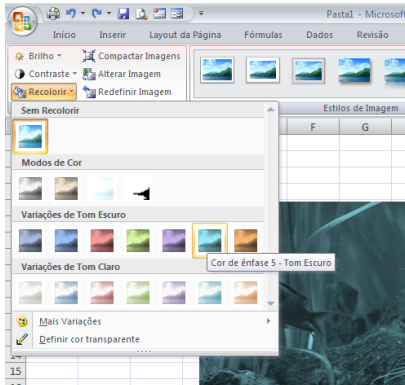 Pasta1 - Microsoft
Início Inserir Layout da Página Fórmulas Dados Revisão
Brilho Compactar Imagens
Contraste Alterar Imagem
Recolorir Redefinir Imagem
Estilos de Imagem
Sem Recolorir
F G
Modos de Cor
Variações de Tom Escuro
Cor de ênfase 5 - Tom Escuro
Variações de Tom Claro
Mais Variações
Definir cor transparente
15